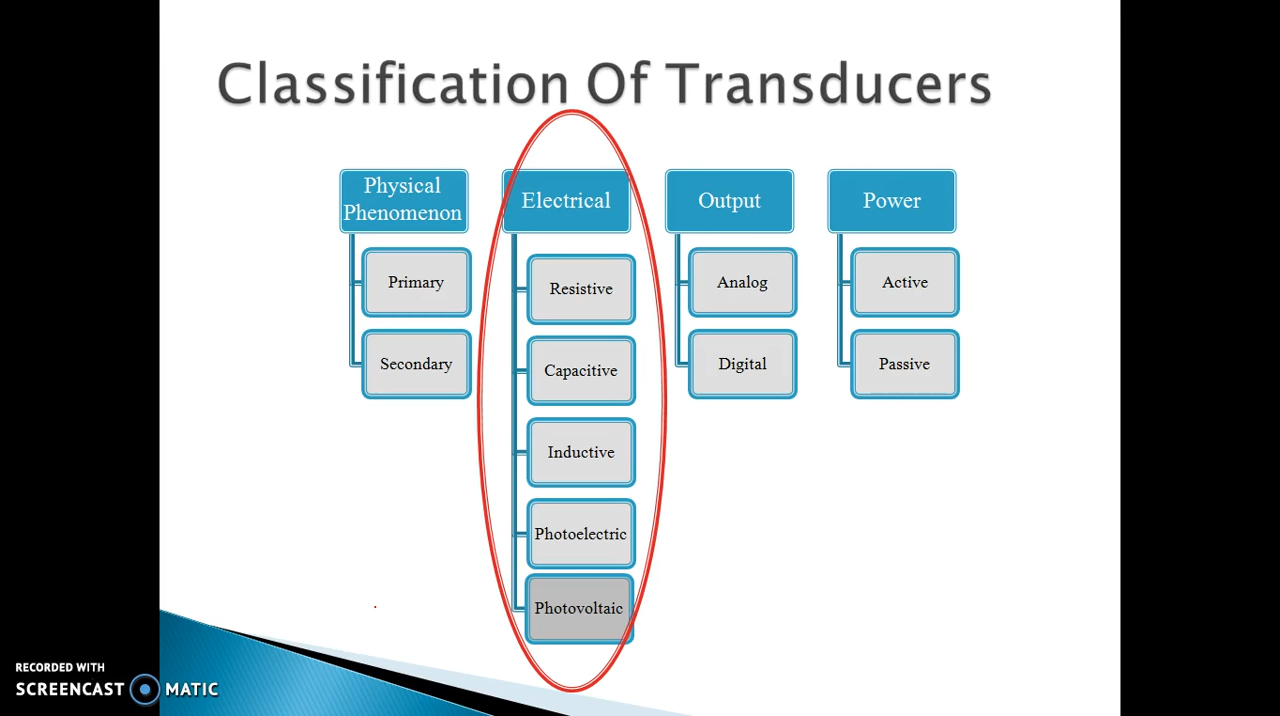 Classification Of Transducers
Physical
Phenomenon
Primary
Secondary
Electrical
Resistive
Capacitive
Inductive
Photoelectric
Photovoltaic
Output
Analog
Digital
Power
Active
Passive
RECORDED WITH
SCREENCAST MATIC